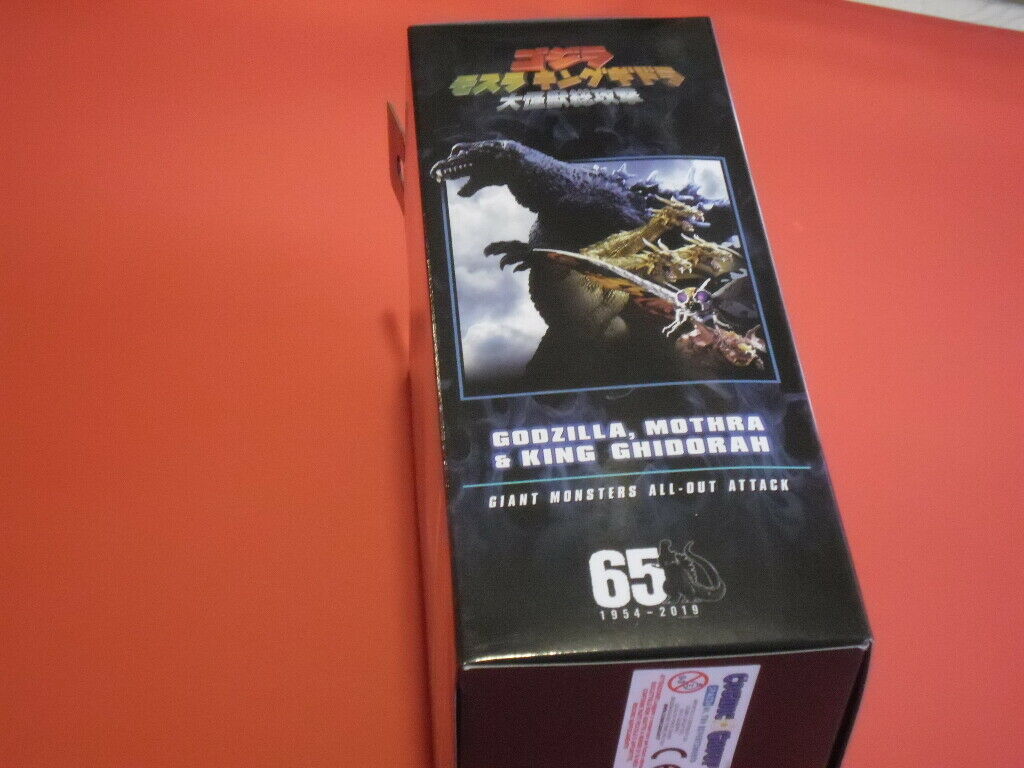 ゴジラ
モスラ キングギドラ
大怪獣総攻撃
GODZILLA, MOTHRA
& KING GHIDORAH
GIANT MONSTERS ALL-OUT ATTACK
65
1954-2019